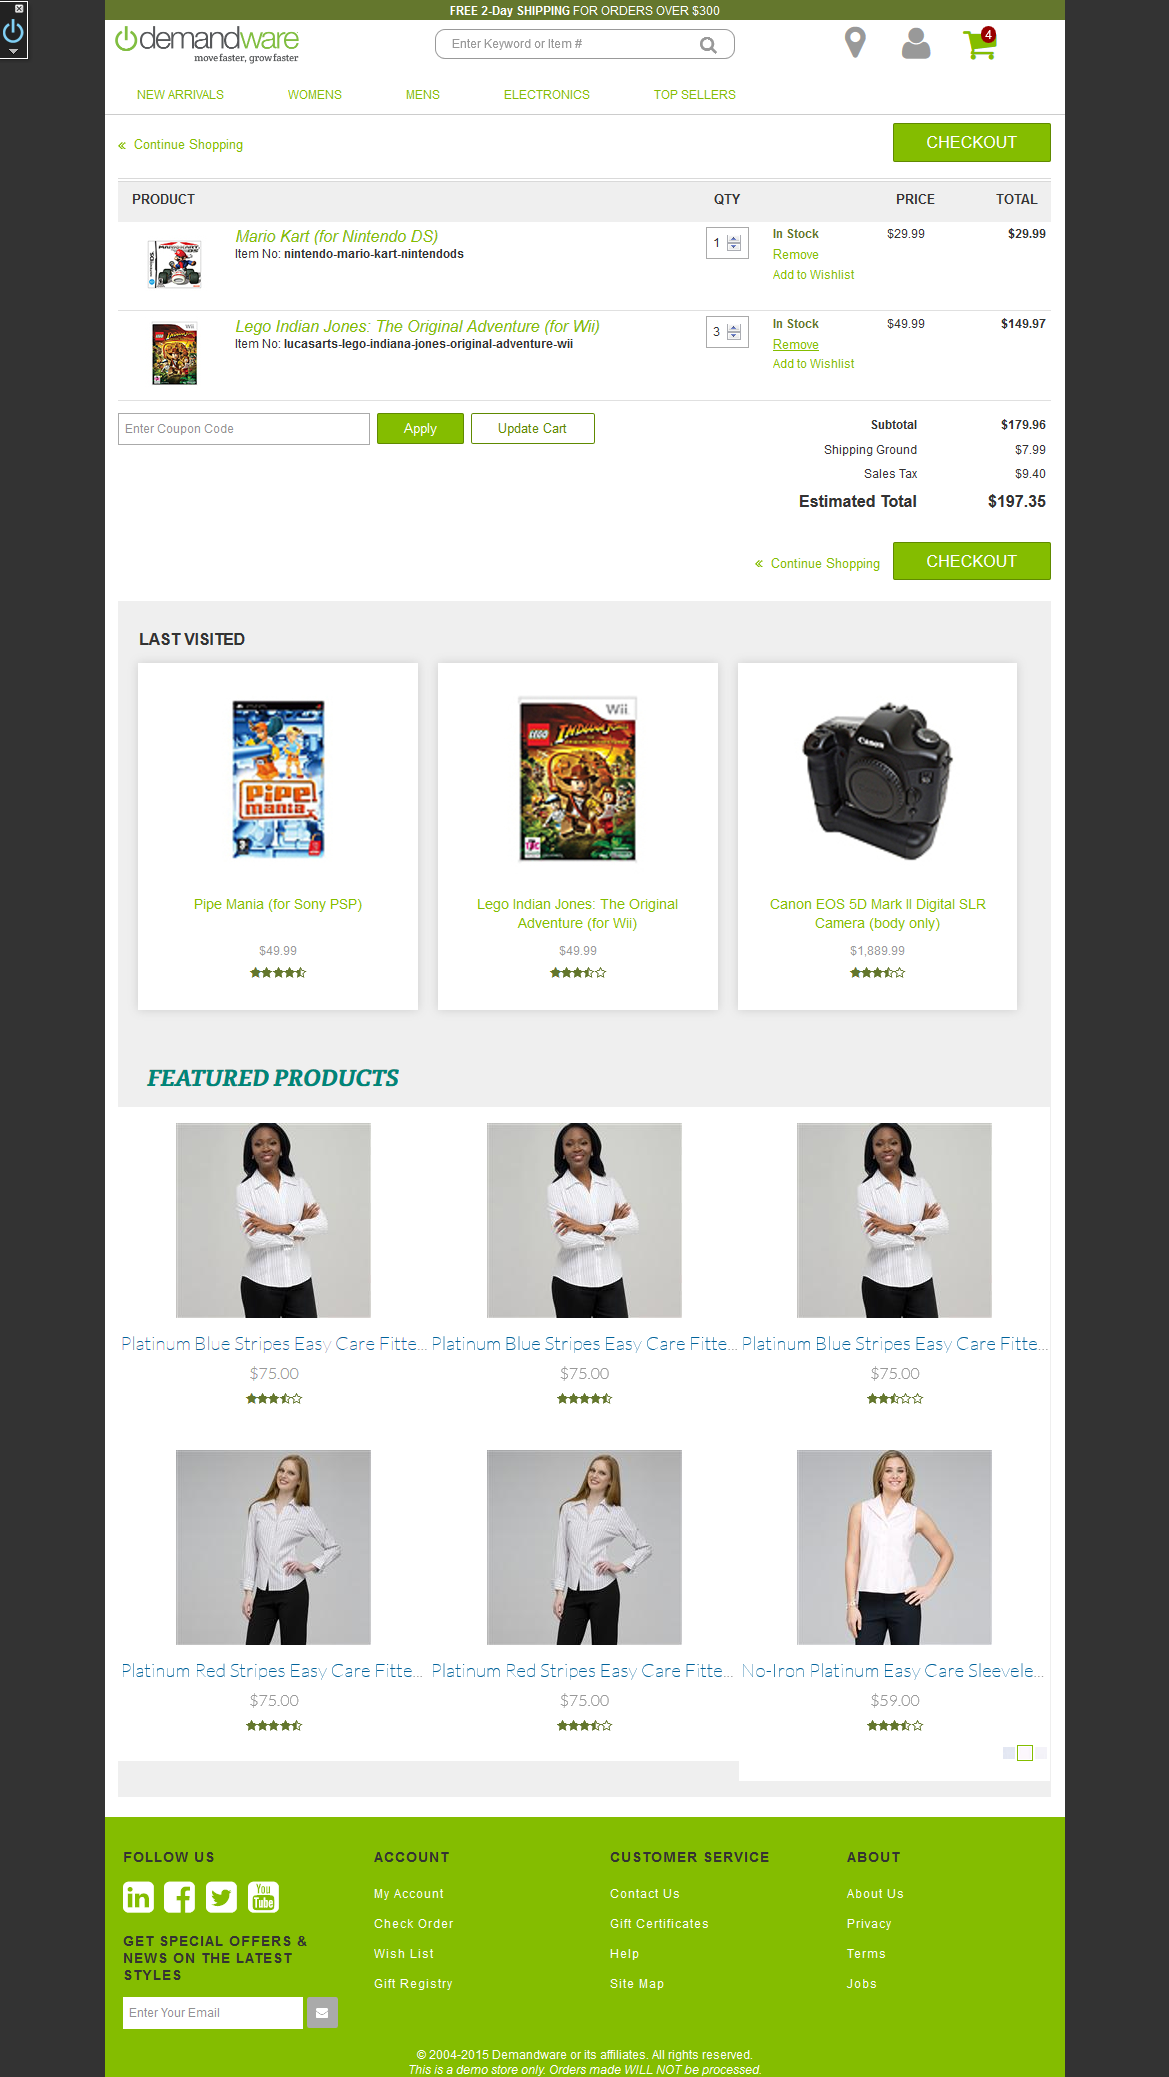 FREE 2-Day SHIPPING FOR ORDERS OVER $300
demandware
move faster, grow faster
Enter Keyword or Item #
4
NEW ARRIVALS WOMENS MENS ELECTRONICS TOP SELLERS
« Continue Shopping
CHECKOUT
PRODUCT QTY PRICE TOTAL
Mario Kart (for Nintendo DS) 1 In Stock $29.99 $29.99
Item No: nintendo-mario-kart-nintendods
Remove
Add to Wishlist
Lego Indian Jones: The Original Adventure (for Wii) 3 In Stock $49.99 $149.97
Item No: lucasarts-lego-indiana-jones-original-adventure-wii
Remove
Add to Wishlist
Enter Coupon Code Apply Update Cart
Subtotal $179.96
Shipping Ground $7.99
Sales Tax $9.40
Estimated Total $197.35
« Continue Shopping CHECKOUT
LAST VISITED
PiPe
mania
Wii
LEGO INDIANA JONES
Canon
Pipe Mania (for Sony PSP)
Lego Indian Jones: The Original
Adventure (for Wii)
Canon EOS 5D Mark II Digital SLR
Camera (body only)
$49.99 $49.99 $1,889.99
FEATURED PRODUCTS
Platinum Blue Stripes Easy Care Fitte... Platinum Blue Stripes Easy Care Fitte... Platinum Blue Stripes Easy Care Fitte...
$75.00 $75.00 $75.00
Platinum Red Stripes Easy Care Fitte... Platinum Red Stripes Easy Care Fitte... No-Iron Platinum Easy Care Sleevele...
$75.00 $75.00 $59.00
FOLLOW US
in f You Tube
GET SPECIAL OFFERS &
NEWS ON THE LATEST
STYLES
Enter Your Email
ACCOUNT
My Account
Check Order
Wish List
Gift Registry
CUSTOMER SERVICE
Contact Us
Gift Certificates
Help
Site Map
ABOUT
About Us
Privacy
Terms
Jobs
© 2004-2015 Demandware or its affiliates. All rights reserved.
This is a demo store only. Orders made WILL NOT be processed.